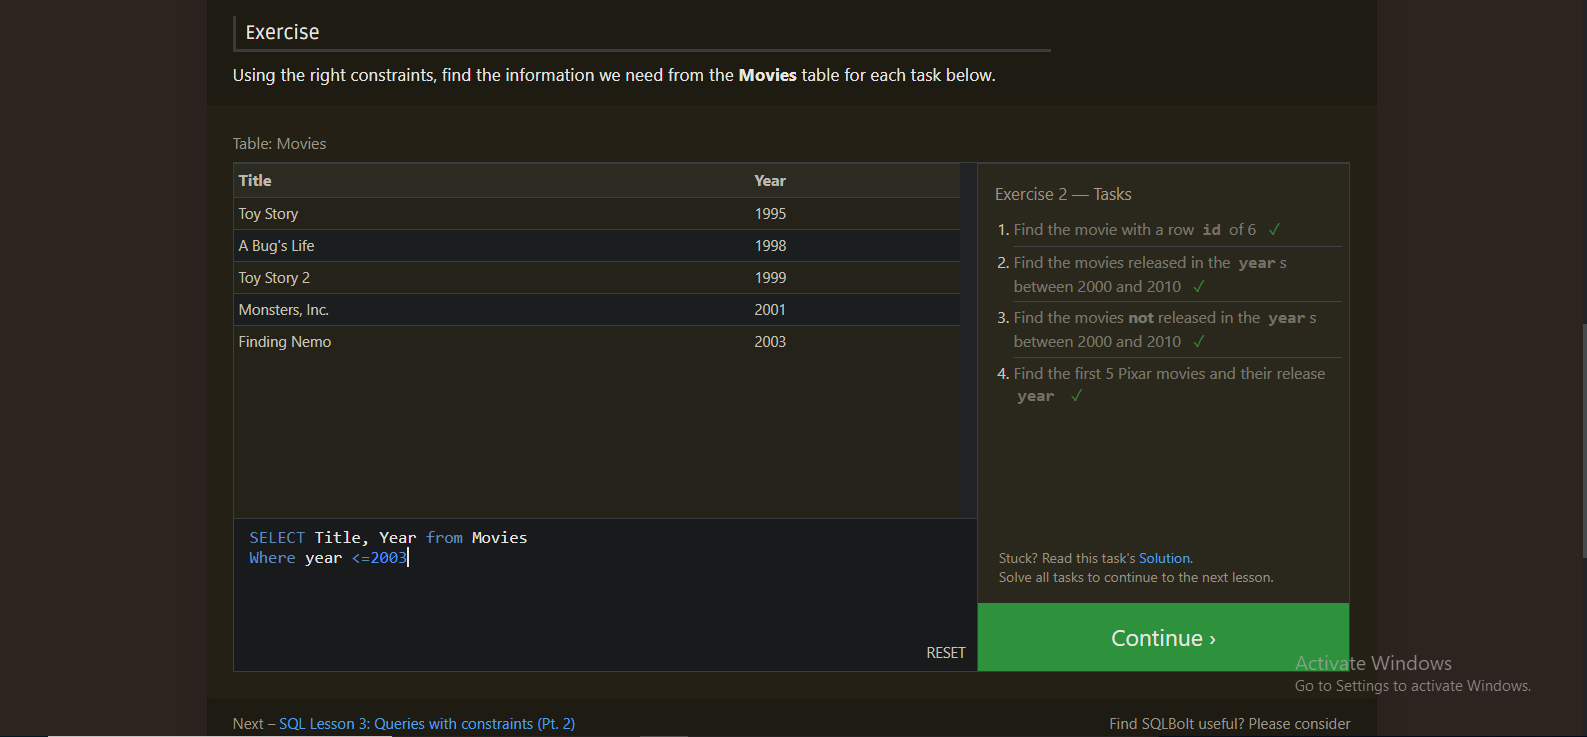 Exercise
Using the right constraints, find the information we need from the Movies table for each task below.
Table: Movies
Title Year
Toy Story 1995
A Bug's Life 1998
Toy Story 2 1999
Monsters, Inc. 2001
Finding Nemo 2003
SELECT Title, Year from Movies
Where year <=2003
RESET
Exercise 2 — Tasks
1. Find the movie with a row id of 6 ✓
2. Find the movies released in the year s
between 2000 and 2010 ✓
3. Find the movies not released in the year s
between 2000 and 2010 ✓
4. Find the first 5 Pixar movies and their release
year ✓
Stuck? Read this task's Solution.
Solve all tasks to continue to the next lesson.
Continue ›
Activate Windows
Go to Settings to activate Windows.
Next – SQL Lesson 3: Queries with constraints (Pt. 2)
Find SQLBolt useful? Please consider